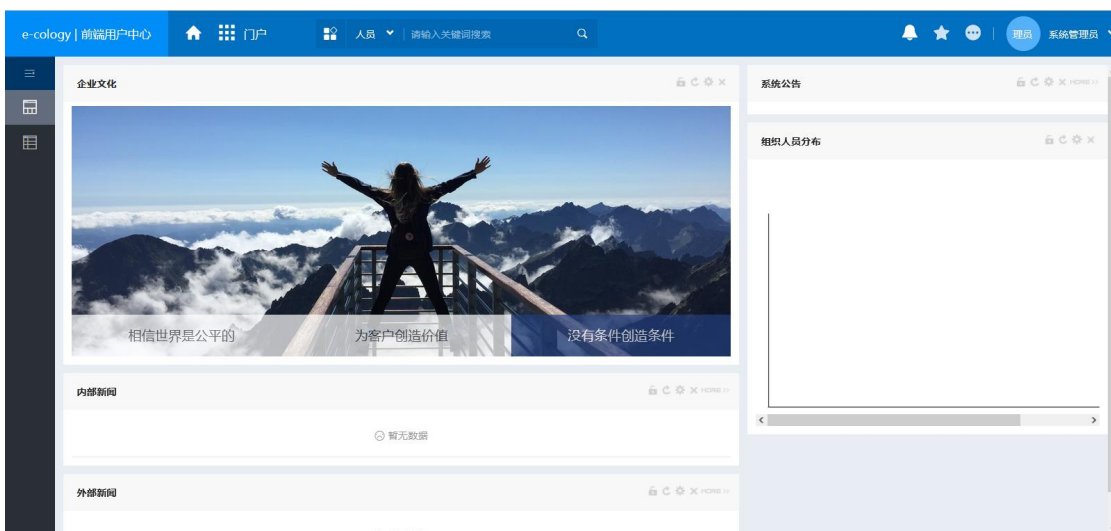 e-cology | 前端用户中心
门户
人员
请输入关键词搜索
理员
系统管理员
企业文化
相信世界是公平的
为客户创造价值
没有条件创造条件
内部新闻
MORE >>
暂无数据
外部新闻
MORE >>
系统公告
MORE >>
组织人员分布